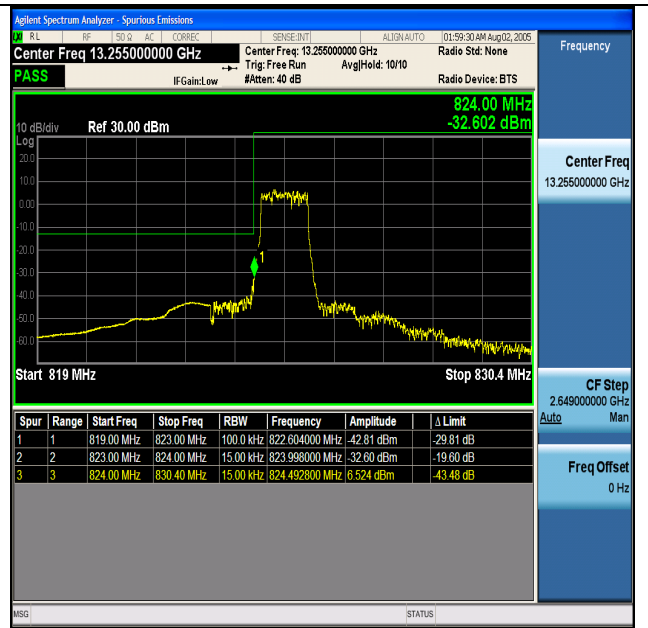 Agilent Spectrum Analyzer - Spurious Emissions
RL RF 50 Ω AC CORREC SENSE:INT ALIGN AUTO 01:59:30 AM Aug 02, 2005
Center Freq 13.255000000 GHz
Center Freq: 13.255000000 GHz
Radio Std: None
Trig: Free Run Avg|Hold: 10/10
PASS
IFGain:Low
#Atten: 40 dB
Radio Device: BTS
824.00 MHz
-32.602 dBm
10 dB/div Ref 30.00 dBm
Log
20.0
10.0
0.00
-10.0
-20.0
-30.0
-40.0
-50.0
-60.0
1
Start 819 MHz Stop 830.4 MHz
Spur Range Start Freq Stop Freq RBW Frequency Amplitude Δ Limit
1 1 819.00 MHz 823.00 MHz 100.0 kHz 822.604000 MHz -42.81 dBm -29.81 dB
2 2 823.00 MHz 824.00 MHz 15.00 kHz 823.998000 MHz -32.60 dBm -19.60 dB
3 3 824.00 MHz 830.40 MHz 15.00 kHz 824.492800 MHz 6.524 dBm -43.48 dB
MSG STATUS
Frequency
Center Freq
13.255000000 GHz
CF Step
2.649000000 GHz
Auto Man
Freq Offset
0 Hz